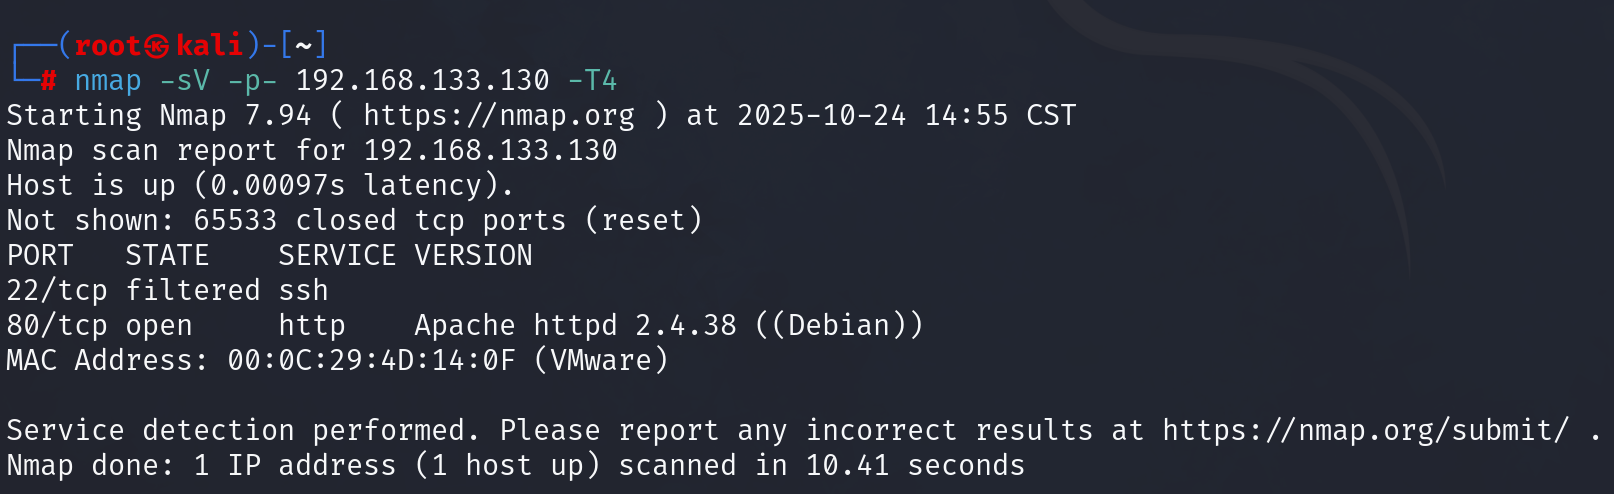 ┌──(root㉿kali)-[~]
└─# nmap -sV -p- 192.168.133.130 -T4
Starting Nmap 7.94 ( https://nmap.org ) at 2025-10-24 14:55 CST
Nmap scan report for 192.168.133.130
Host is up (0.00097s latency).
Not shown: 65533 closed tcp ports (reset)
PORT   STATE    SERVICE VERSION
22/tcp filtered ssh
80/tcp open     http    Apache httpd 2.4.38 ((Debian))
MAC Address: 00:0C:29:4D:14:0F (VMware)

Service detection performed. Please report any incorrect results at https://nmap.org/submit/ .
Nmap done: 1 IP address (1 host up) scanned in 10.41 seconds